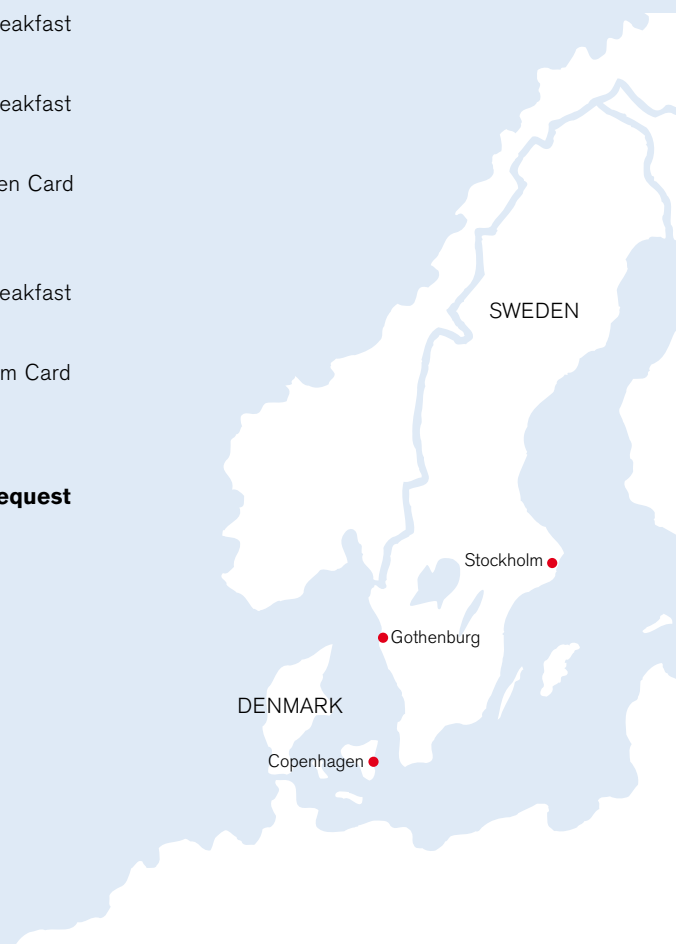 eakfast
eakfast
en Card
eakfast
SWEDEN
m Card
equest
Stockholm
Gothenburg
DENMARK
Copenhagen